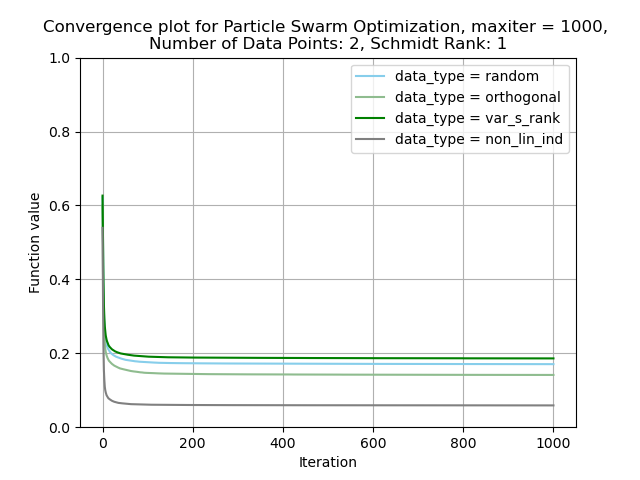 Convergence plot for Particle Swarm Optimization, maxiter = 1000,
Number of Data Points: 2, Schmidt Rank: 1
data_type = random
data_type = orthogonal
data_type = var_s_rank
data_type = non_lin_ind
Function value
1.0
0.8
0.6
0.4
0.2
0.0
0 200 400 600 800 1000
Iteration